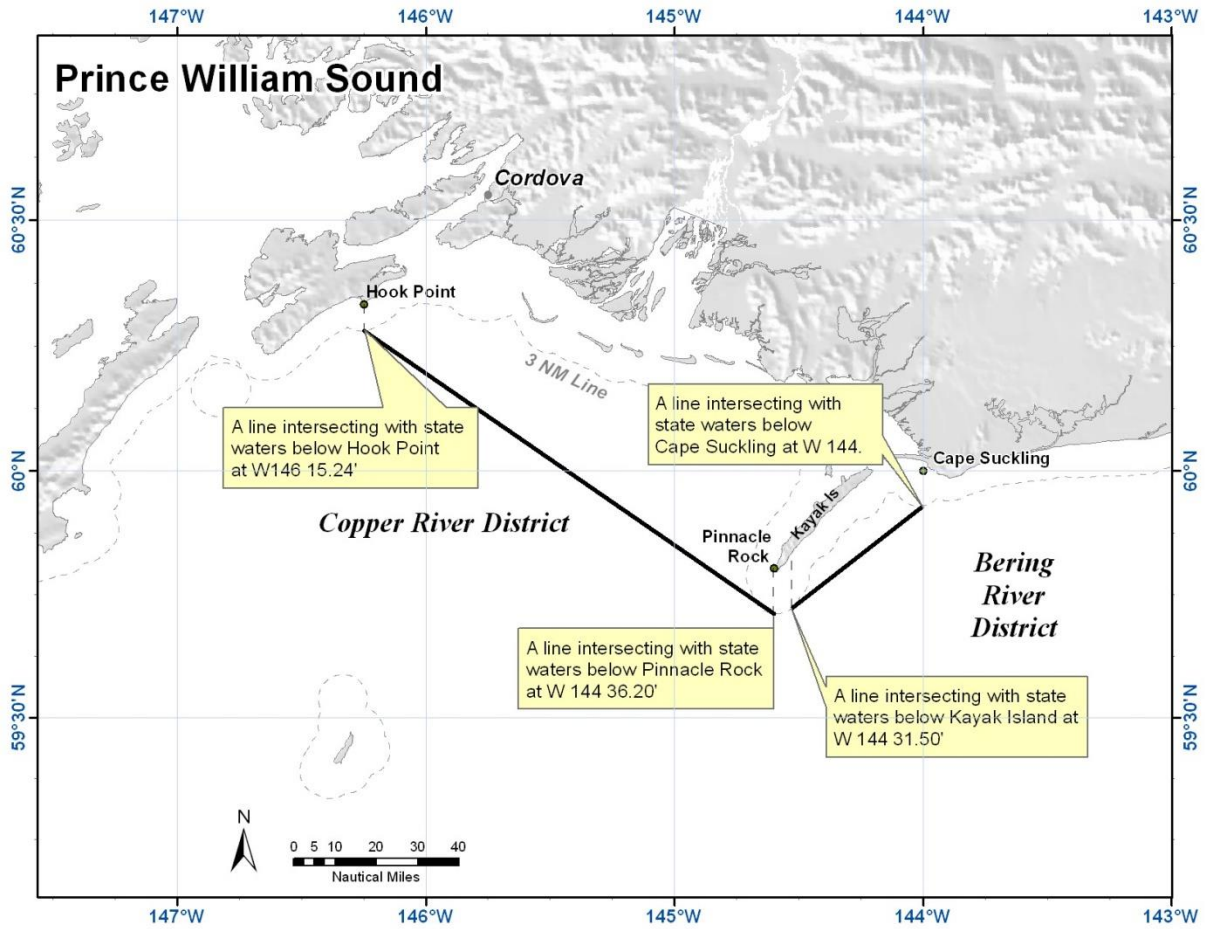 147°W 146°W 145°W 144°W 143°W
Prince William Sound
Cordova
60°30'N 60°30'N
Hook Point
3 NM Line
A line intersecting with state
waters below Hook Point
at W146 15.24'
A line intersecting with
state waters below
Cape Suckling at W 144.
60°N 60°N
Cape Suckling
Copper River District
Kayak Is
Pinnacle
Rock
Bering
River
District
A line intersecting with state
waters below Pinnacle Rock
at W 144 36.20'
A line intersecting with state
waters below Kayak Island at
W 144 31.50'
59°30'N 59°30'N
N
0 5 10 20 30 40
Nautical Miles
147°W 146°W 145°W 144°W 143°W